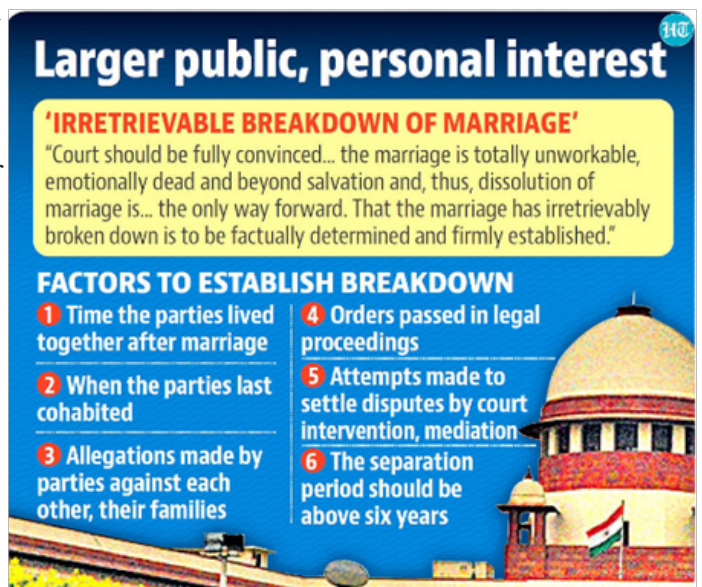 HT
Larger public, personal interest
‘IRRETRIEVABLE BREAKDOWN OF MARRIAGE’
“Court should be fully convinced... the marriage is totally unworkable,
emotionally dead and beyond salvation and, thus, dissolution of
marriage is... the only way forward. That the marriage has irretrievably
broken down is to be factually determined and firmly established.”
FACTORS TO ESTABLISH BREAKDOWN
1 Time the parties lived
together after marriage
2 When the parties last
cohabited
3 Allegations made by
parties against each
other, their families
4 Orders passed in legal
proceedings
5 Attempts made to
settle disputes by court
intervention, mediation
6 The separation
period should be
above six years